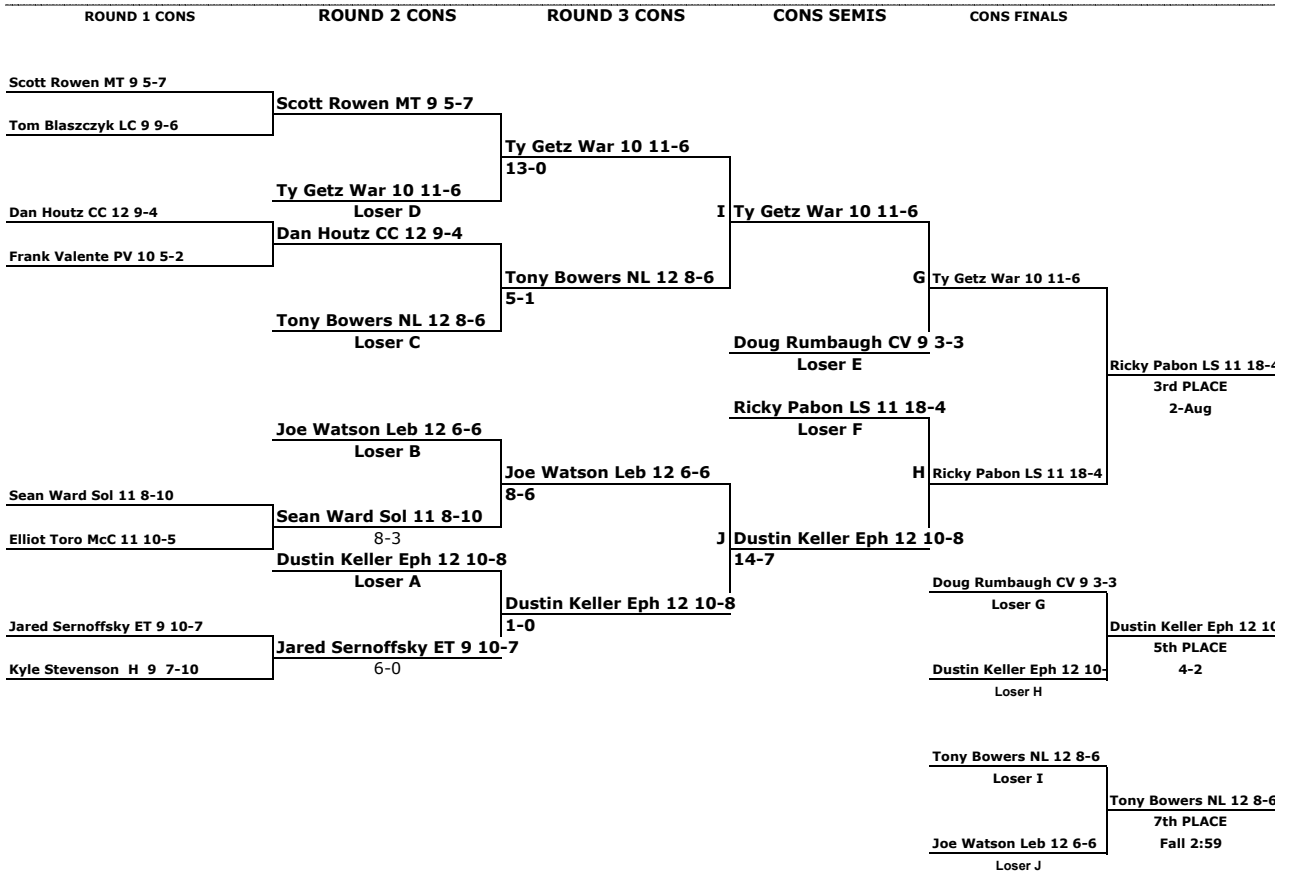 ROUND 1 CONS ROUND 2 CONS ROUND 3 CONS CONS SEMIS CONS FINALS
Scott Rowen MT 9 5-7
Scott Rowen MT 9 5-7
Tom Blaszczyk LC 9 9-6
Ty Getz War 10 11-6
13-0
Ty Getz War 10 11-6
Loser D
Dan Houtz CC 12 9-4
I Ty Getz War 10 11-6
Dan Houtz CC 12 9-4
Frank Valente PV 10 5-2
Tony Bowers NL 12 8-6
5-1
G Ty Getz War 10 11-6
Tony Bowers NL 12 8-6
Loser C
Doug Rumbaugh CV 9 3-3
Loser E
Ricky Pabon LS 11 18-4
3rd PLACE
2-Aug
Ricky Pabon LS 11 18-4
Loser F
Joe Watson Leb 12 6-6
Loser B
Joe Watson Leb 12 6-6
8-6
H Ricky Pabon LS 11 18-4
Sean Ward Sol 11 8-10
Sean Ward Sol 11 8-10
8-3
Elliot Toro McC 11 10-5
J Dustin Keller Eph 12 10-8
14-7
Dustin Keller Eph 12 10-8
Loser A
Doug Rumbaugh CV 9 3-3
Loser G
Dustin Keller Eph 12 10-8
1-0
Jared Sernoffsky ET 9 10-7
Dustin Keller Eph 12 10
5th PLACE
4-2
Jared Sernoffsky ET 9 10-7
6-0
Kyle Stevenson H 9 7-10
Dustin Keller Eph 12 10-
Loser H
Tony Bowers NL 12 8-6
Loser I
Tony Bowers NL 12 8-6
7th PLACE
Fall 2:59
Joe Watson Leb 12 6-6
Loser J